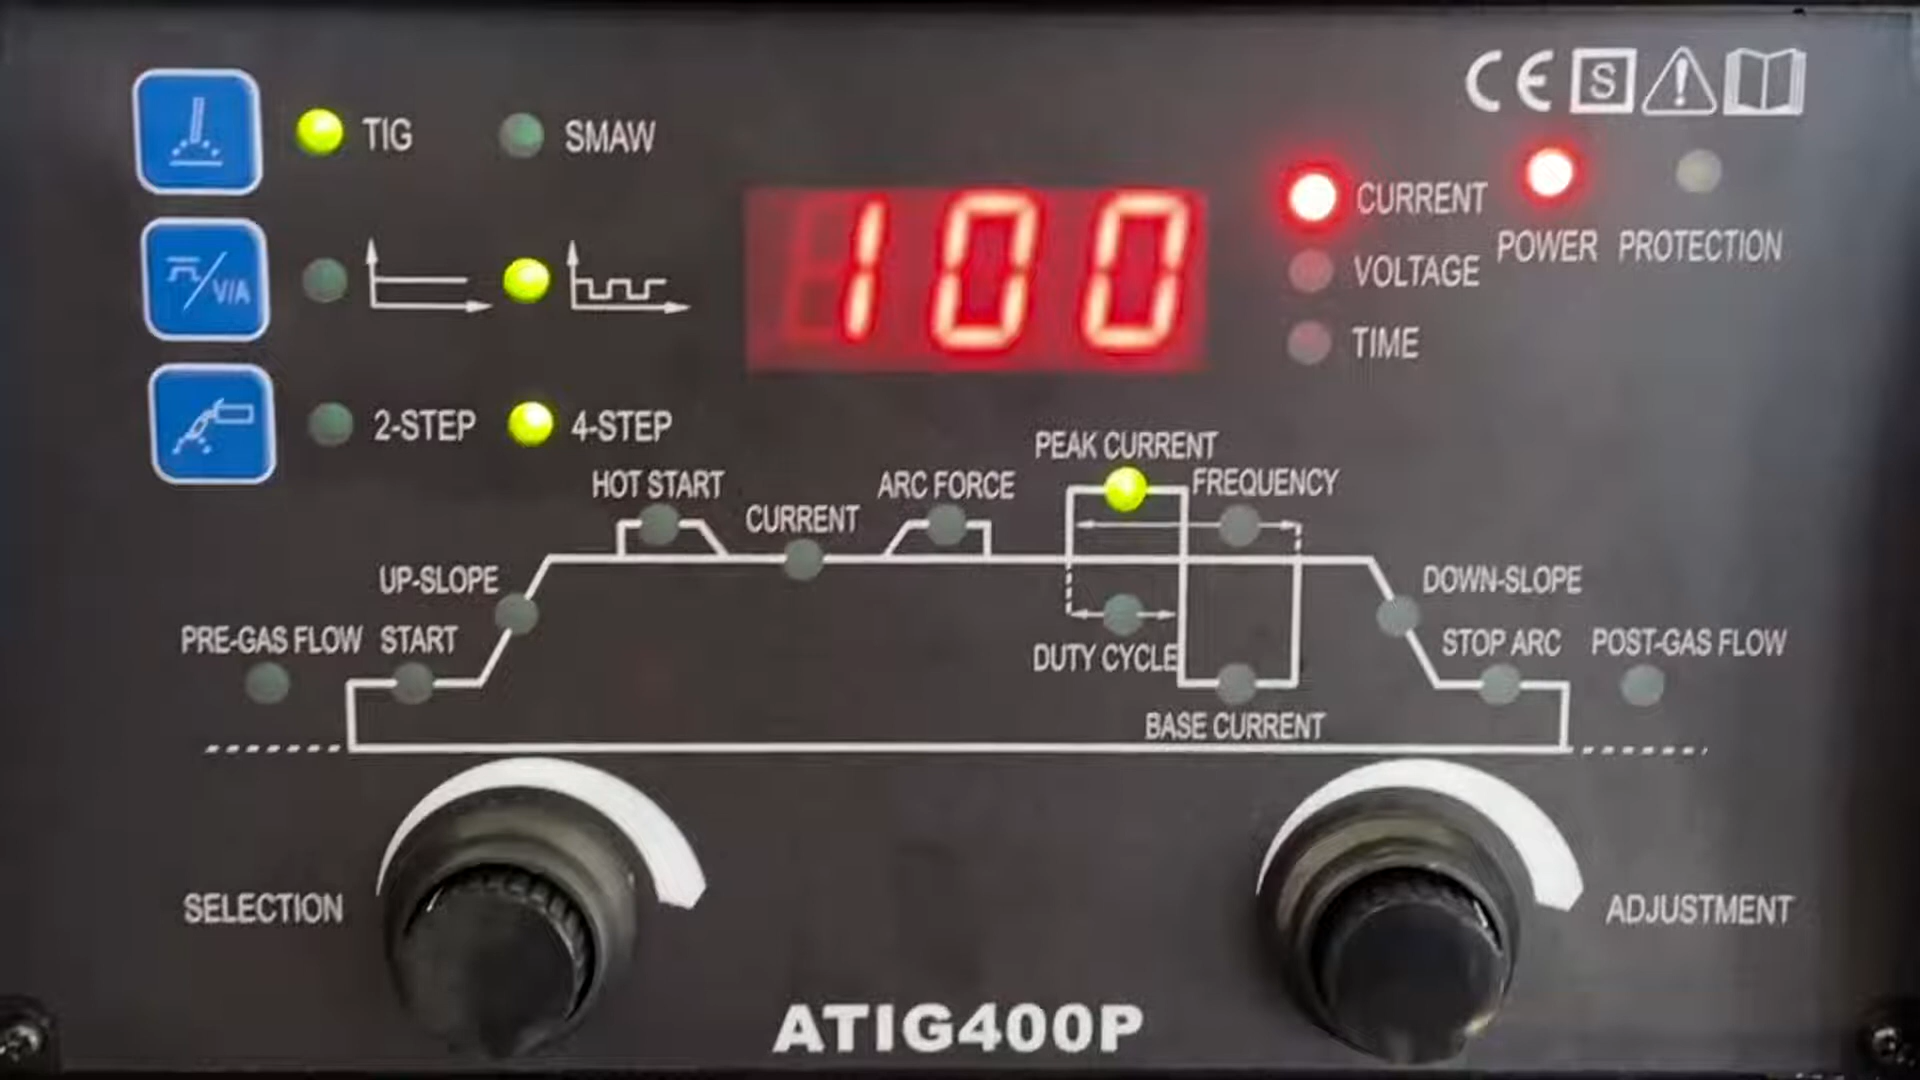 CE S
TIG SMAW
100
CURRENT
POWER PROTECTION
VOLTAGE
V/A
TIME
2-STEP 4-STEP
PEAK CURRENT
HOT START ARC FORCE FREQUENCY
CURRENT
UP-SLOPE DOWN-SLOPE
PRE-GAS FLOW START STOP ARC POST-GAS FLOW
DUTY CYCLE
BASE CURRENT
SELECTION ADJUSTMENT
ATIG400P